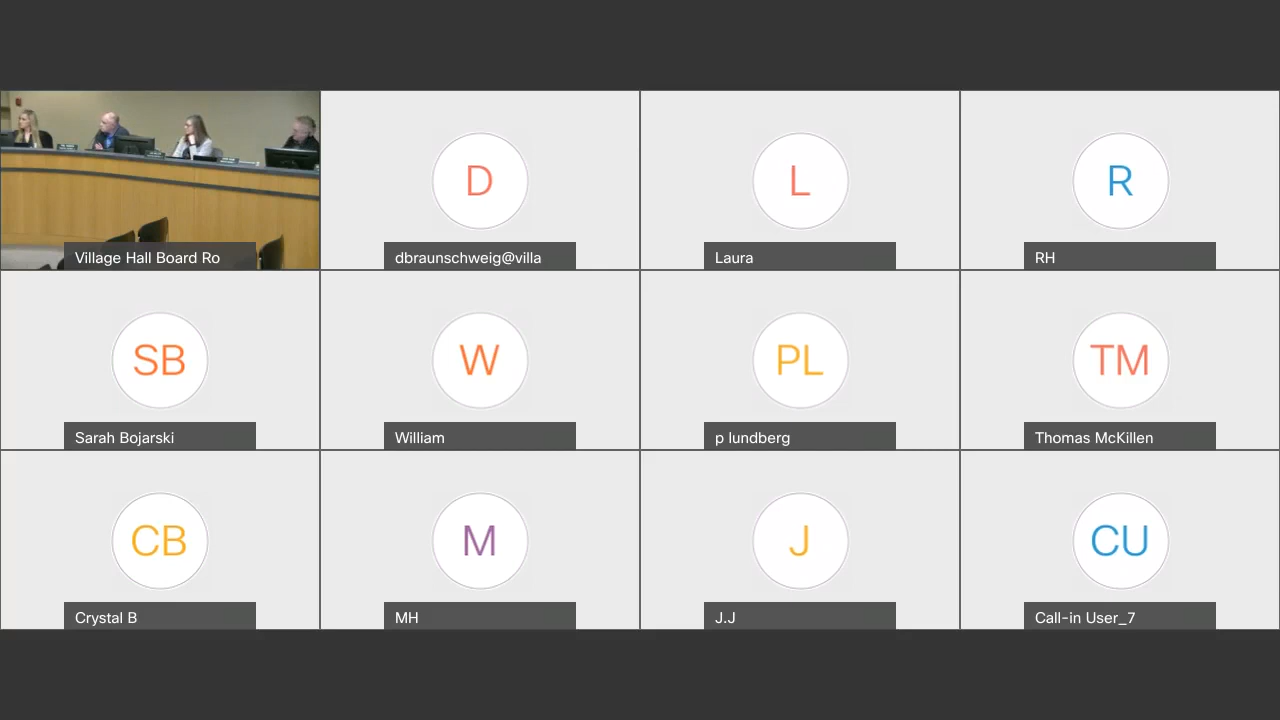 Village Hall Board Ro
D
dbraunschweig@villa
L
Laura
R
RH
SB
Sarah Bojarski
W
William
PL
p lundberg
TM
Thomas McKillen
CB
Crystal B
M
MH
J
J.J
CU
Call-in User_7